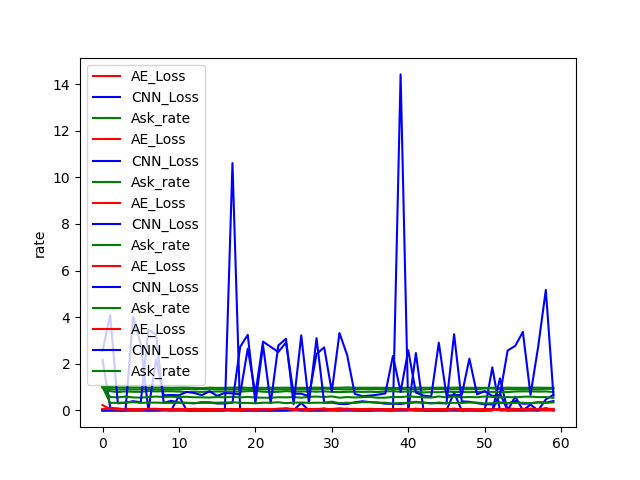 14
12
10
8
6
4
2
0
rate
AE_Loss
CNN_Loss
Ask_rate
AE_Loss
CNN_Loss
Ask_rate
AE_Loss
CNN_Loss
Ask_rate
AE_Loss
CNN_Loss
Ask_rate
AE_Loss
CNN_Loss
Ask_rate
0 10 20 30 40 50 60